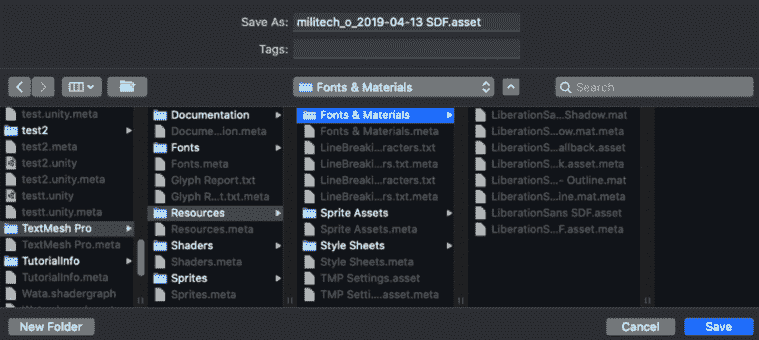 Save As: militech_o_2019-04-13 SDF.asset
Tags:
Fonts & Materials
Search
test.unity.meta
test2
test2.meta
test2.unity
test2.unity.meta
testt.unity
testt.unity.meta
TextMesh Pro
TextMesh Pro.meta
TutorialInfo
TutorialInfo.meta
Wata.shadergraph
Documentation
Docume...ion.meta
Fonts
Fonts.meta
Glyph Report.txt
Glyph R...t.txt.meta
Resources
Resources.meta
Shaders
Shaders.meta
Sprites
Sprites.meta
Fonts & Materials
Fonts & Materials.meta
LineBreaki...racters.txt
LineBreaki...rs.txt.meta
LineBreaki...racters.txt
LineBreaki...rs.txt.meta
Sprite Assets
Sprite Assets.meta
Style Sheets
Style Sheets.meta
TMP Settings.asset
TMP Setti....asset.meta
LiberationSa...Shadow.mat
LiberationS...ow.mat.meta
LiberationS...allback.asset
LiberationS...k.asset.meta
LiberationS...- Outline.mat
LiberationS...ine.mat.meta
LiberationSans SDF.asset
LiberationS...F.asset.meta
New Folder
Cancel
Save